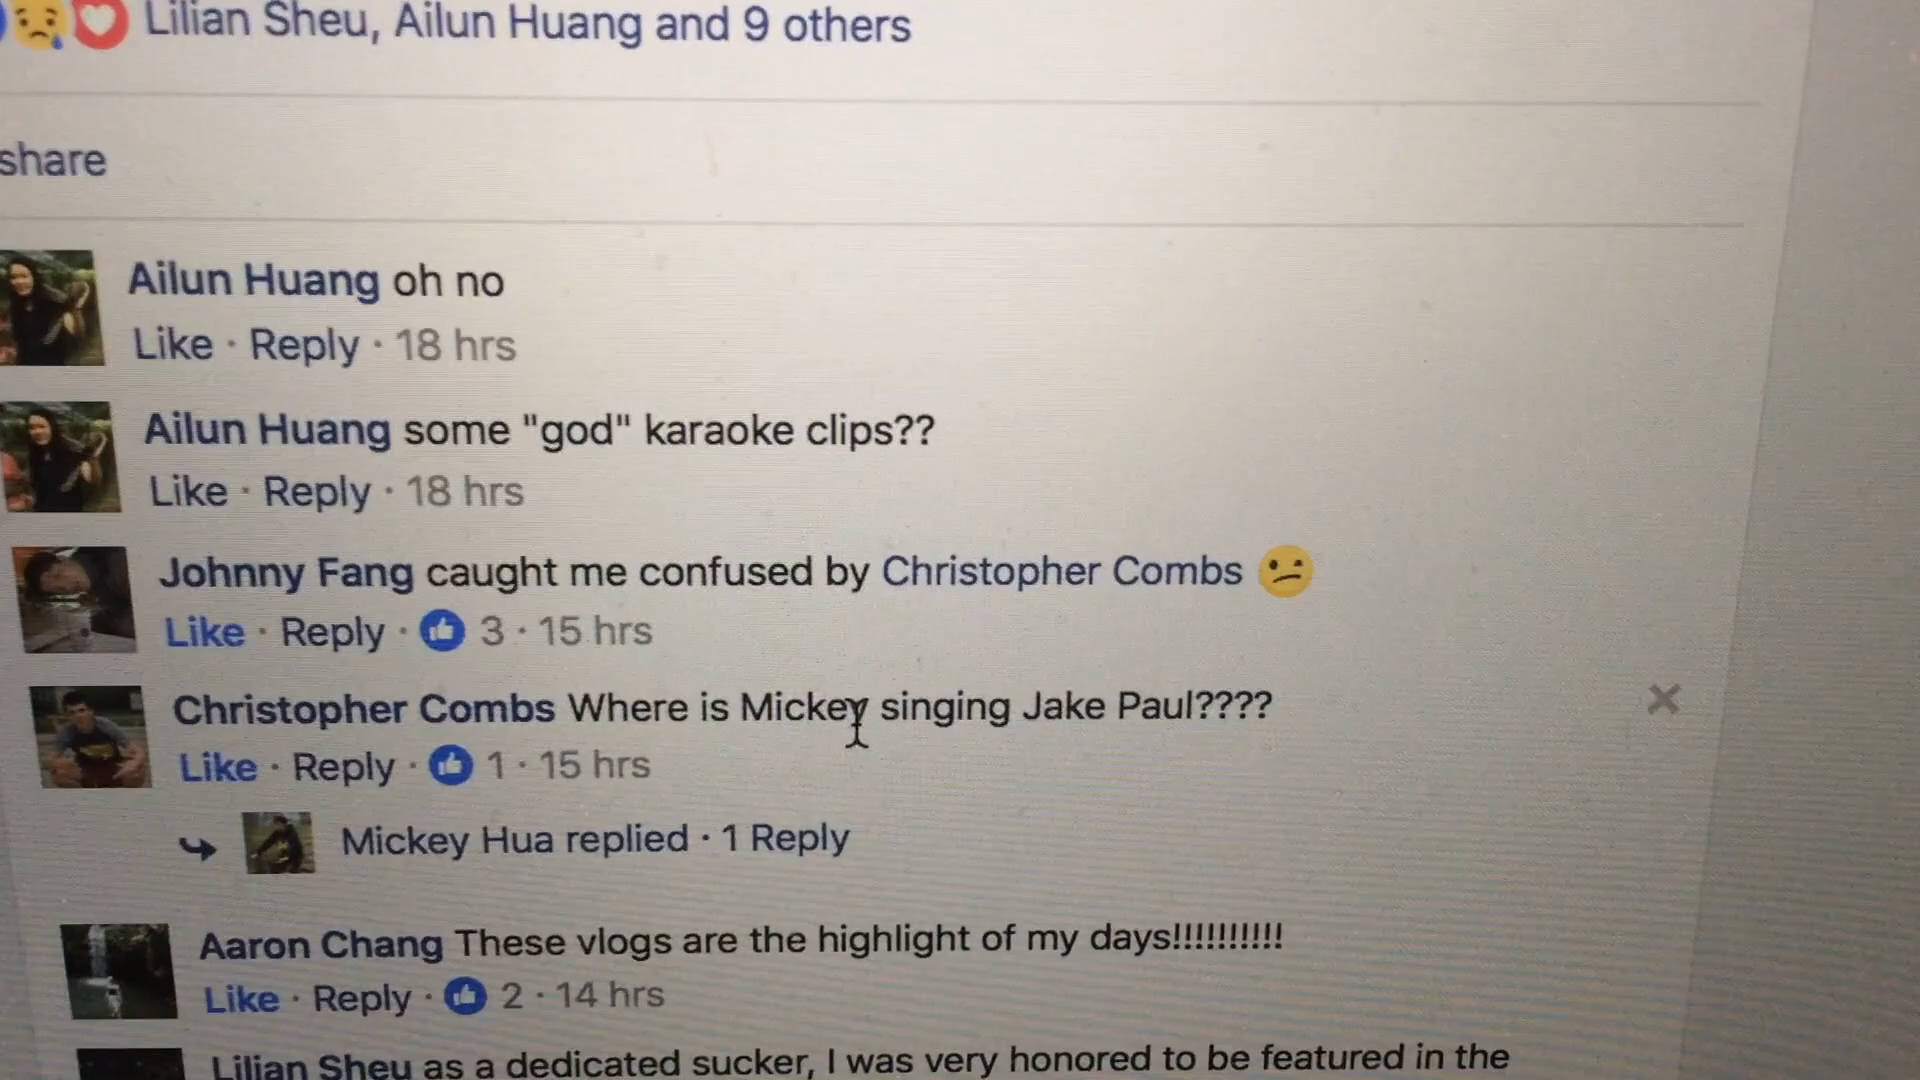 Lilian Sheu, Ailun Huang and 9 others
share
Ailun Huang oh no
Like · Reply · 18 hrs
Ailun Huang some "god" karaoke clips??
Like · Reply · 18 hrs
Johnny Fang caught me confused by Christopher Combs 😕
Like · Reply · 3 · 15 hrs
Christopher Combs Where is Mickey singing Jake Paul????
Like · Reply · 1 · 15 hrs
Mickey Hua replied · 1 Reply
Aaron Chang These vlogs are the highlight of my days!!!!!!!!!!
Like · Reply · 2 · 14 hrs
Lilian Sheu as a dedicated sucker, I was very honored to be featured in the